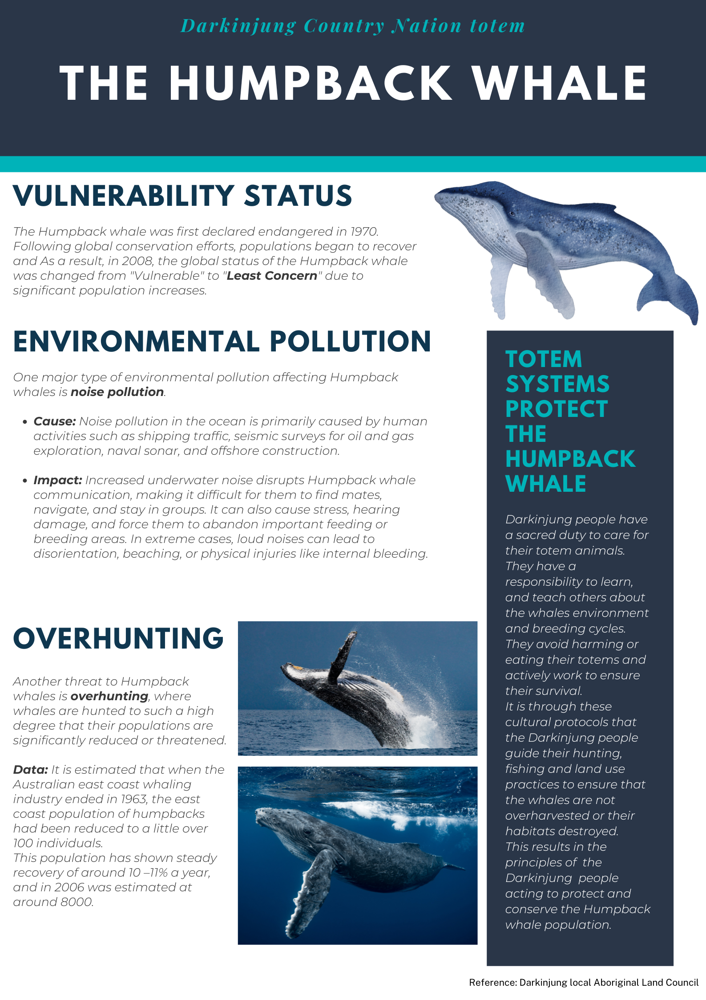 Darkinjung Country Nation totem
THE HUMPBACK WHALE
VULNERABILITY STATUS
The Humpback whale was first declared endangered in 1970.
Following global conservation efforts, populations began to recover
and As a result, in 2008, the global status of the Humpback whale
was changed from "Vulnerable" to "Least Concern" due to
significant population increases.
ENVIRONMENTAL POLLUTION
One major type of environmental pollution affecting Humpback
whales is noise pollution.
• Cause: Noise pollution in the ocean is primarily caused by human
activities such as shipping traffic, seismic surveys for oil and gas
exploration, naval sonar, and offshore construction.
• Impact: Increased underwater noise disrupts Humpback whale
communication, making it difficult for them to find mates,
navigate, and stay in groups. It can also cause stress, hearing
damage, and force them to abandon important feeding or
breeding areas. In extreme cases, loud noises can lead to
disorientation, beaching, or physical injuries like internal bleeding.
OVERHUNTING
Another threat to Humpback
whales is overhunting, where
whales are hunted to such a high
degree that their populations are
significantly reduced or threatened.
Data: It is estimated that when the
Australian east coast whaling
industry ended in 1963, the east
coast population of humpbacks
had been reduced to a little over
100 individuals.
This population has shown steady
recovery of around 10 –11% a year,
and in 2006 was estimated at
around 8000.
TOTEM
SYSTEMS
PROTECT
THE
HUMPBACK
WHALE
Darkinjung people have
a sacred duty to care for
their totem animals.
They have a
responsibility to learn,
and teach others about
the whales environment
and breeding cycles.
They avoid harming or
eating their totems and
actively work to ensure
their survival.
It is through these
cultural protocols that
the Darkinjung people
guide their hunting,
fishing and land use
practices to ensure that
the whales are not
overharvested or their
habitats destroyed.
This results in the
principles of the
Darkinjung people
acting to protect and
conserve the Humpback
whale population.
Reference: Darkinjung local Aboriginal Land Council